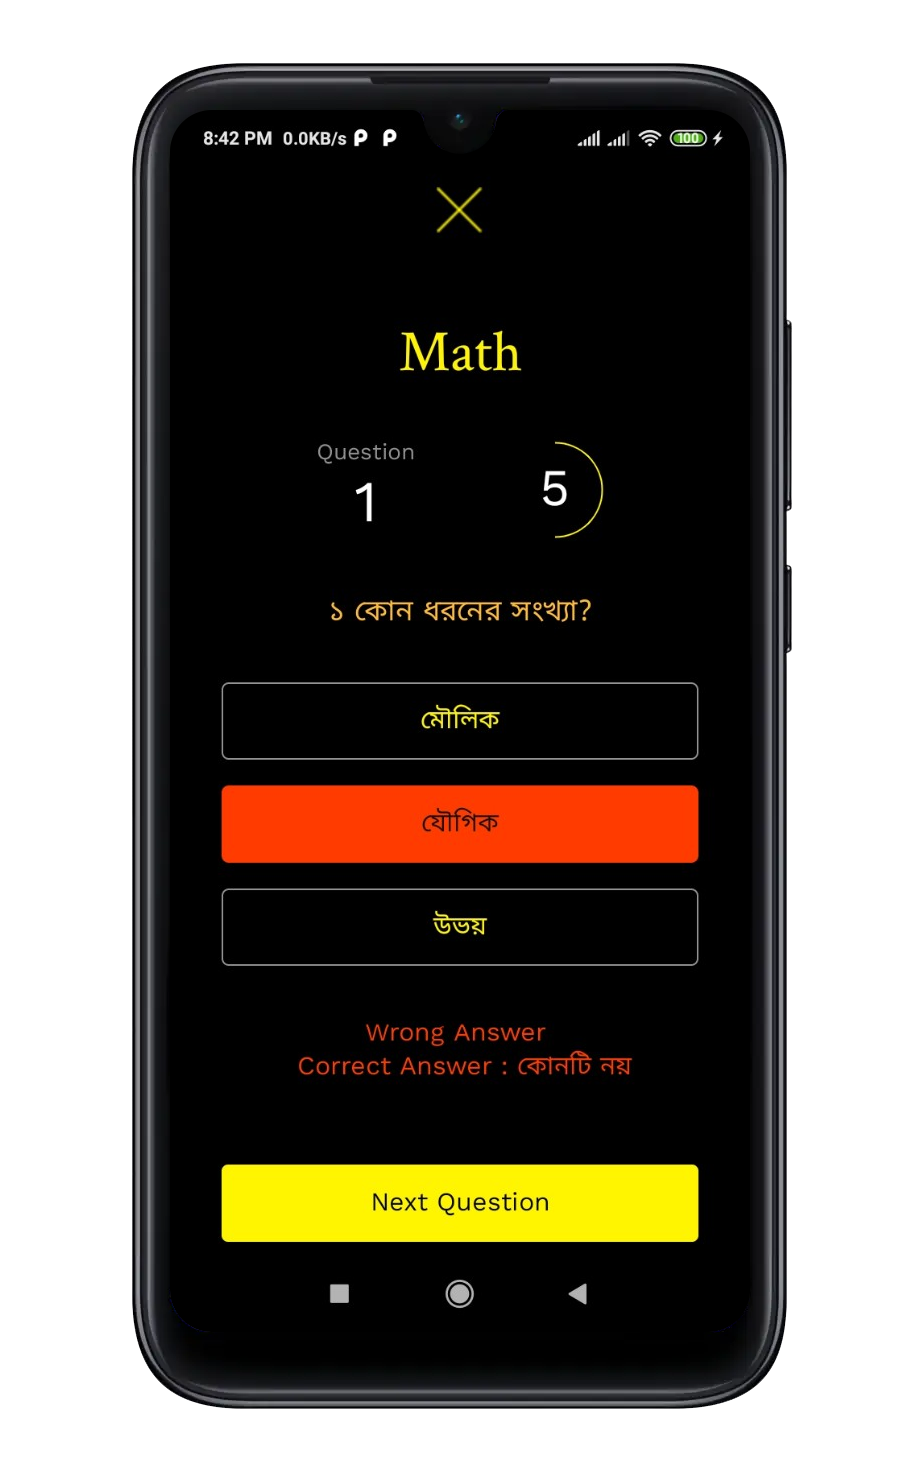 8:42 PM 0.0KB/s
100
Math
Question
1
5
১ কোন ধরনের সংখ্যা?
মৌলিক
যৌগিক
উভয়
Wrong Answer
Correct Answer : কোনটি নয়
Next Question